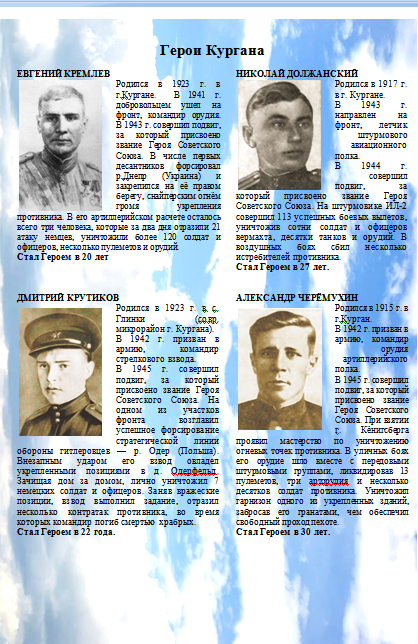 Герои Кургана
ЕВГЕНИЙ КРЕМЛЕВ
Родился в 1923 г. в
г.Кургане. В 1941 г.
добровольцем ушел на
фронт, командир орудия.
В 1943 г. совершил подвиг,
за который присвоено
звание Героя Советского
Союза. В числе первых
десантников форсировал
р.Днепр (Украина) и
закрепился на её правом
берегу, снайперским огнём
громя укрепления
противника. В его артиллерийском расчете осталось
всего три человека, которые за два дня отразили 21
атаку немцев, уничтожили более 120 солдат и
офицеров, несколько пулеметов и орудий.
Стал Героем в 20 лет
НИКОЛАЙ ДОЛЖАНСКИЙ
Родился в 1917 г.
в г. Кургане.
В 1943 г.
направлен на
фронт, летчик
штурмового
авиационного
полка.
В 1944 г.
совершил
подвиг, за
который присвоено звание Героя
Советского Союза. На штурмовике ИЛ-2
совершил 113 успешных боевых вылетов,
уничтожив сотни солдат и офицеров
вермахта, десятки танков и орудий. В
воздушных боях сбил несколько
истребителей противника.
Стал Героем в 27 лет.
ДМИТРИЙ КРУТИКОВ
Родился в 1923 г. в с.
Глинки (совр.
микрорайон г. Кургана).
В 1942 г. призван в
армию, командир
стрелкового взвода.
В 1945 г. совершил
подвиг, за который
присвоено звание Героя
Советского Союза. На
одном из участков
фронта возглавил
успешное форсирование
стратегической линии
обороны гитлеровцев — р. Одер (Польша).
Внезапным ударом его взвод овладел
укрепленными позициями в д. Одерфельд.
Зачищая дом за домом, лично уничтожил 7
немецких солдат и офицеров. Заняв вражеские
позиции, взвод выполнил задание, отразил
несколько контратак противника, во время
которых командир погиб смертью храбрых.
Стал Героем в 22 года.
АЛЕКСАНДР ЧЕРЁМУХИН
Родился в 1915 г. в
г.Курган.
В 1942 г. призван в
армию, командир
орудия
артиллерийского
полка.
В 1945 г. совершил
подвиг, за который
присвоено звание
Героя Советского
Союза. При взятии
г. Кёнигсберга
проявил мастерство по уничтожению
огневых точек противника. В уличных боях
его орудие шло вместе с передовыми
штурмовыми группами, ликвидировав 13
пулеметов, три арторудия и несколько
десятков солдат противника. Уничтожил
гарнизон одного из укрепленных зданий,
забросав его гранатами, чем обеспечил
свободный проход пехоте.
Стал Героем в 30 лет.